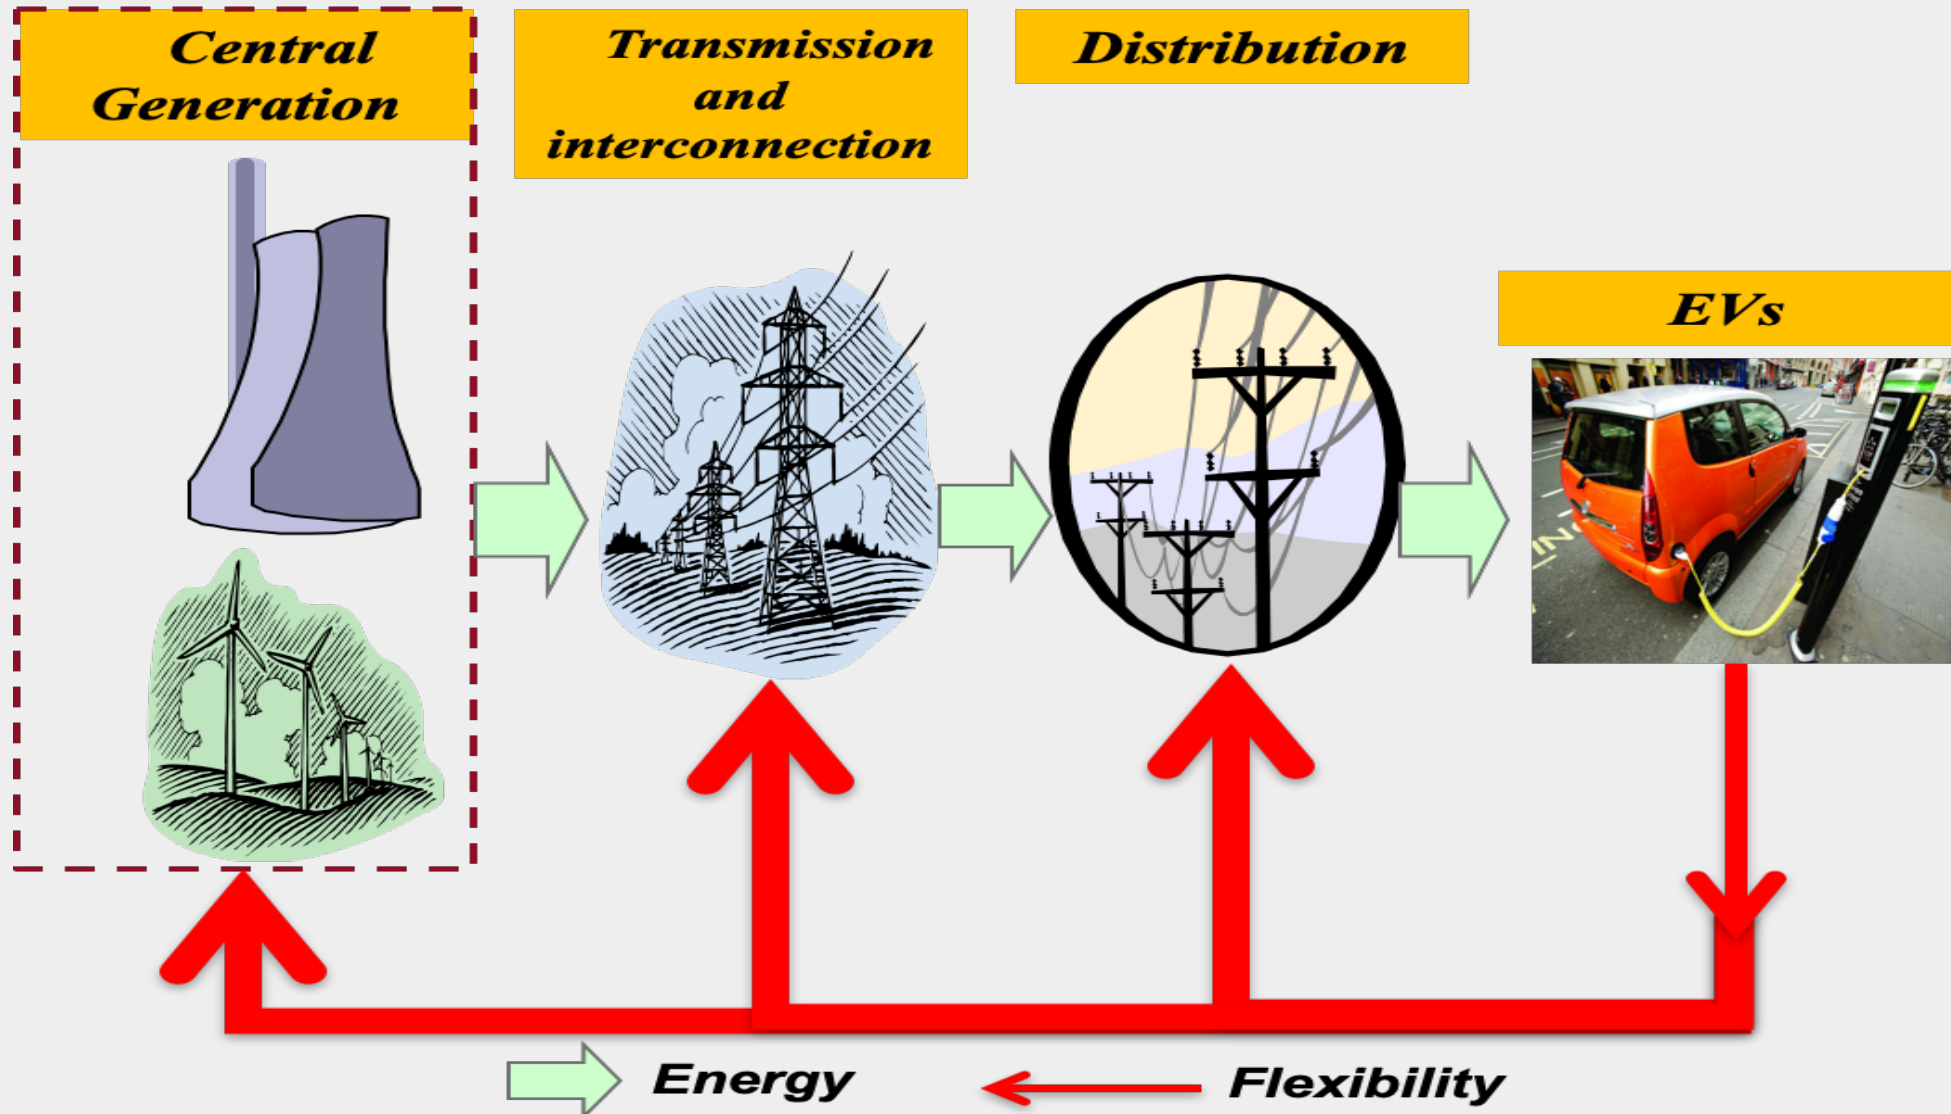 Central
Generation
Transmission
and
interconnection
Distribution
EVs
Energy
Flexibility